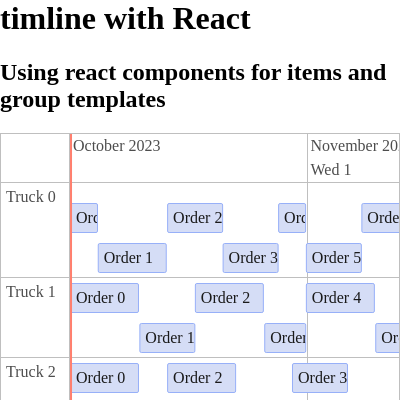 timline with React
Using react components for items and
group templates
October 2023
November 20
Wed 1
Truck 0
Ord
Order 2
Ord
Orde
Order 1
Order 3
Order 5
Truck 1
Order 0
Order 2
Order 4
Order 1
Order
Or
Truck 2
Order 0
Order 2
Order 3